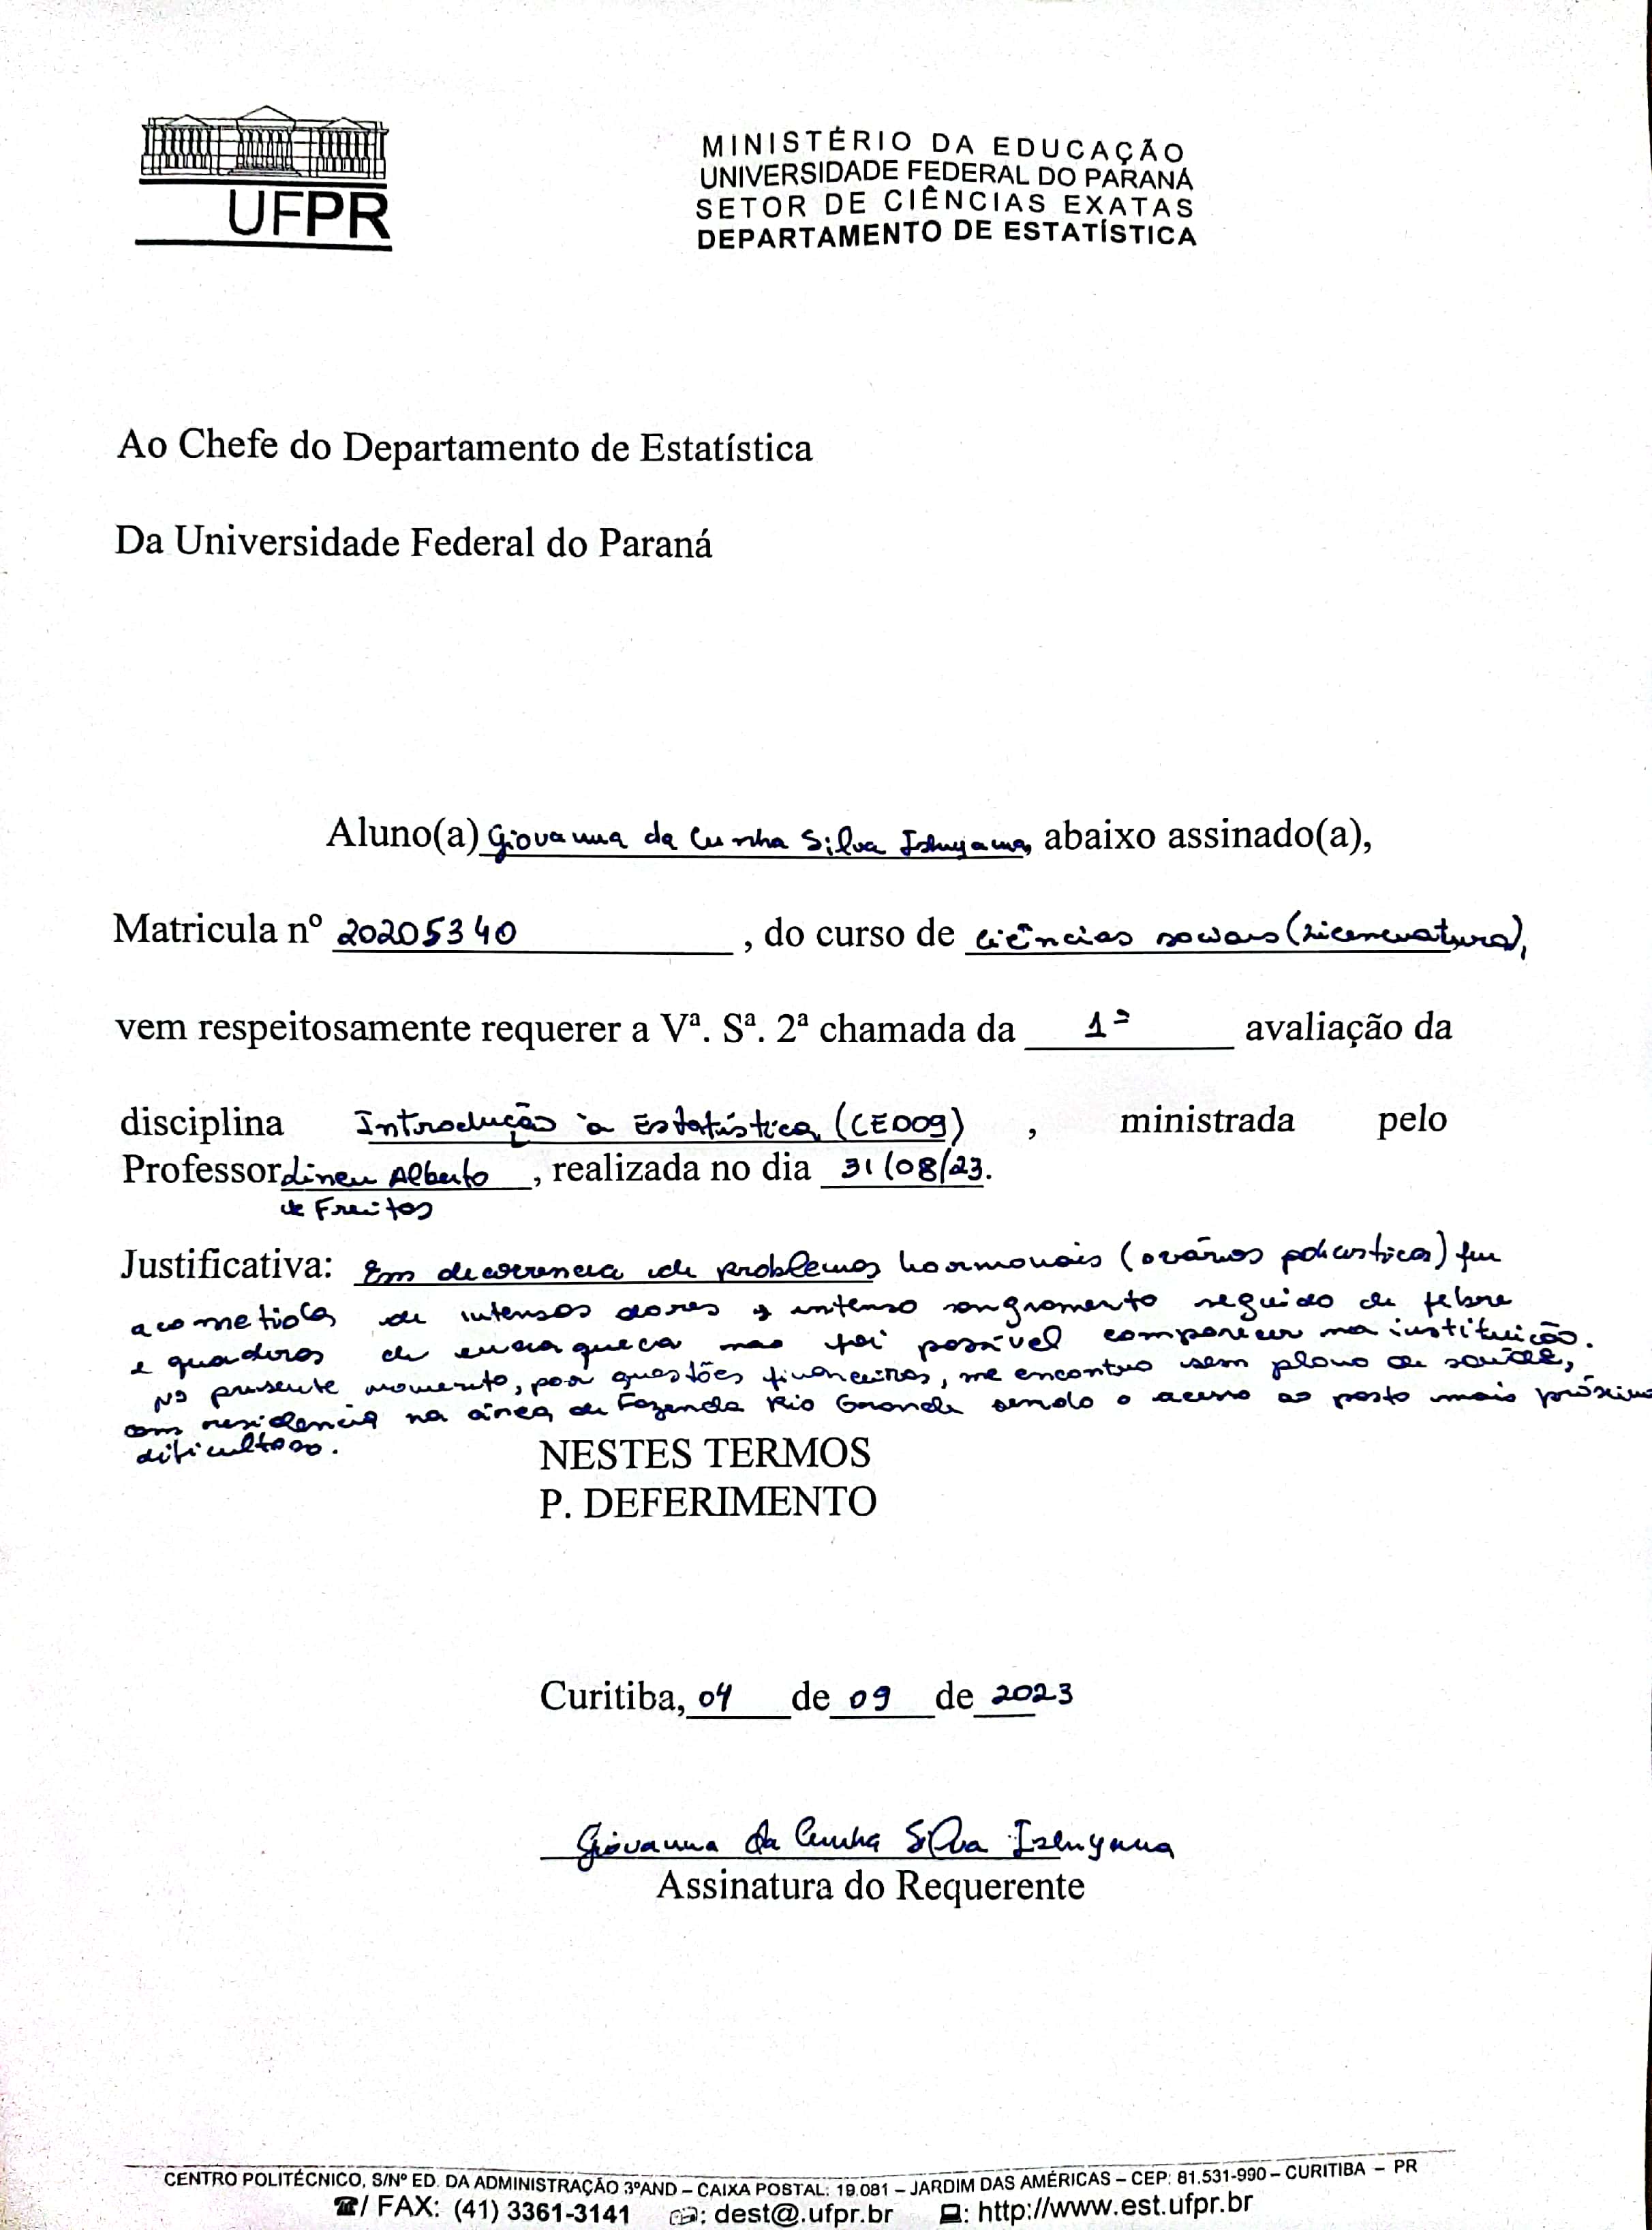 UFPR
MINISTÉRIO DA EDUCAÇÃO
UNIVERSIDADE FEDERAL DO PARANÁ
SETOR DE CIÊNCIAS EXATAS
DEPARTAMENTO DE ESTATÍSTICA
Ao Chefe do Departamento de Estatística
Da Universidade Federal do Paraná
Aluno(a) Giovanna da Cunha Silva, abaixo assinado(a),
Matricula nº 20205340, do curso de ciências sociais (licenciatura),
vem respeitosamente requerer a Vª. Sª. 2ª chamada da 1ª avaliação da
disciplina Introdução à Estatística (CE009), ministrada pelo
Professor Lineu Alberto, realizada no dia 31/08/23.
de Freitas
Justificativa: Em decorrencia de problemas hormonais (ovários policisticos) fui
acometida de intensas dores e intenso sangramento seguido de febre
e quadros de enxaqueca não foi possível comparecer na instituição.
No presente momento, por questões financeiras, me encontro sem plano de saúde,
com residencia na área de Fazenda Rio Grande sendo o acesso ao posto mais próximo
dificultoso.
NESTES TERMOS
P. DEFERIMENTO
Curitiba, 04 de 09 de 2023
Giovanna da Cunha Silva
Assinatura do Requerente
CENTRO POLITÉCNICO, S/Nº ED. DA ADMINISTRAÇÃO 3ºAND – CAIXA POSTAL: 19.081 – JARDIM DAS AMÉRICAS – CEP: 81.531-990 – CURITIBA – PR
/ FAX: (41) 3361-3141 : dest@.ufpr.br : http://www.est.ufpr.br